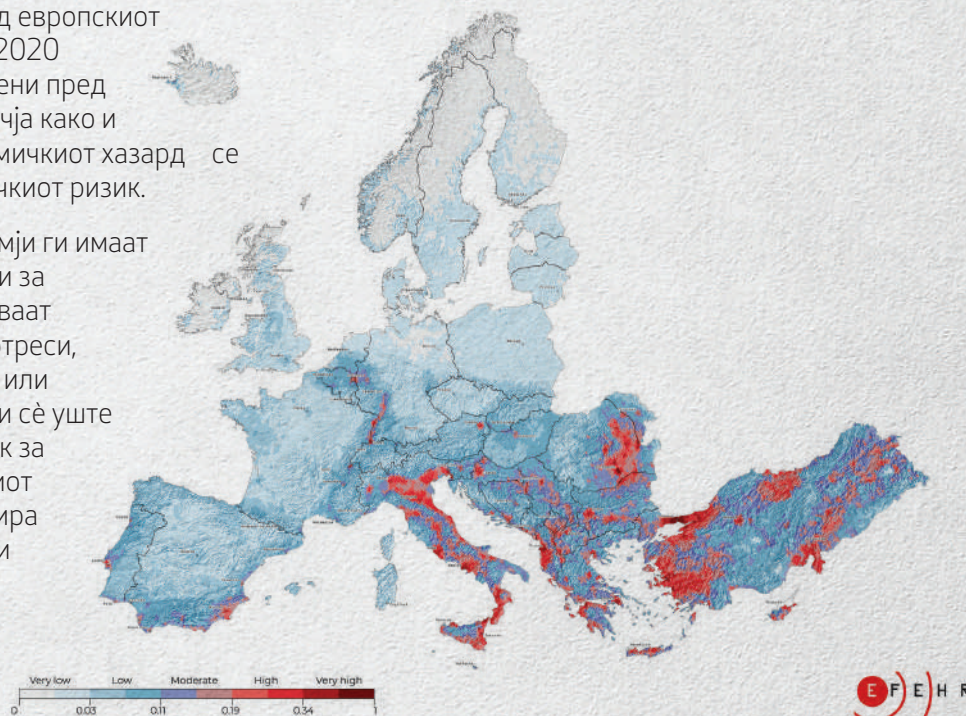 д европскиот
2020
ени пред
чја како и
мичкиот хазард се
чкиот ризик.
мји ги имаат
и за
ваат
отреси,
или
и сè уште
к за
иот
ира
и
Very low Low Moderate High Very high
0 0.03 0.11 0.19 0.34 1
E F E H R